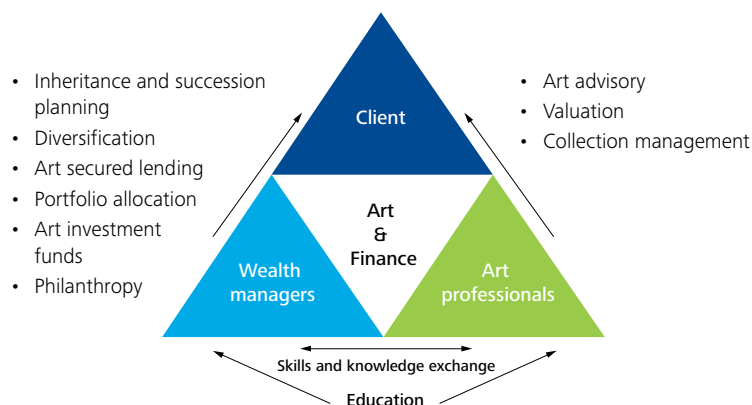 • Inheritance and succession
planning
• Diversification
• Art secured lending
• Portfolio allocation
• Art investment
funds
• Philanthropy
Client
• Art advisory
• Valuation
• Collection management
Art
&
Finance
Wealth
managers
Art
professionals
Skills and knowledge exchange
Education